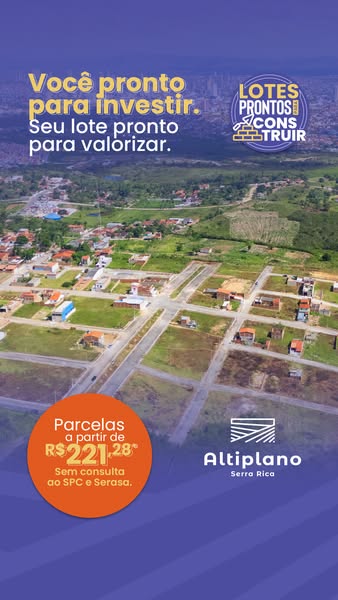 Você pronto
para investir.
Seu lote pronto
para valorizar.
LOTES
PRONTOS
PARA
CONS
TRUIR
Parcelas
a partir de
R$221,28*
Sem consulta
ao SPC e Serasa.
Altiplano
Serra Rica